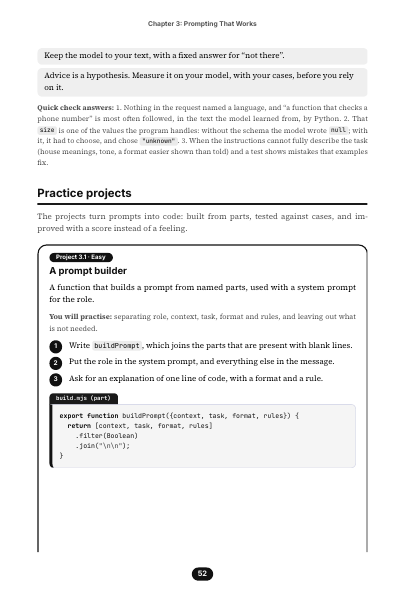 Chapter 3: Prompting That Works
Keep the model to your text, with a fixed answer for “not there”.
Advice is a hypothesis. Measure it on your model, with your cases, before you rely
on it.
Quick check answers: 1. Nothing in the request named a language, and “a function that checks a
phone number” is most often followed, in the text the model learned from, by Python. 2. That
size is one of the values the program handles: without the schema the model wrote null; with
it, it had to choose, and chose "unknown". 3. When the instructions cannot fully describe the task
(house meanings, tone, a format easier shown than told) and a test shows mistakes that examples
fix.
Practice projects
The projects turn prompts into code: built from parts, tested against cases, and im-
proved with a score instead of a feeling.
Project 3.1 · Easy
A prompt builder
A function that builds a prompt from named parts, used with a system prompt
for the role.
You will practise: separating role, context, task, format and rules, and leaving out what
is not needed.
1 Write buildPrompt, which joins the parts that are present with blank lines.
2 Put the role in the system prompt, and everything else in the message.
3 Ask for an explanation of one line of code, with a format and a rule.
build.mjs (part)
export function buildPrompt({context, task, format, rules}) {
  return [context, task, format, rules]
    .filter(Boolean)
    .join("\n\n");
}
52